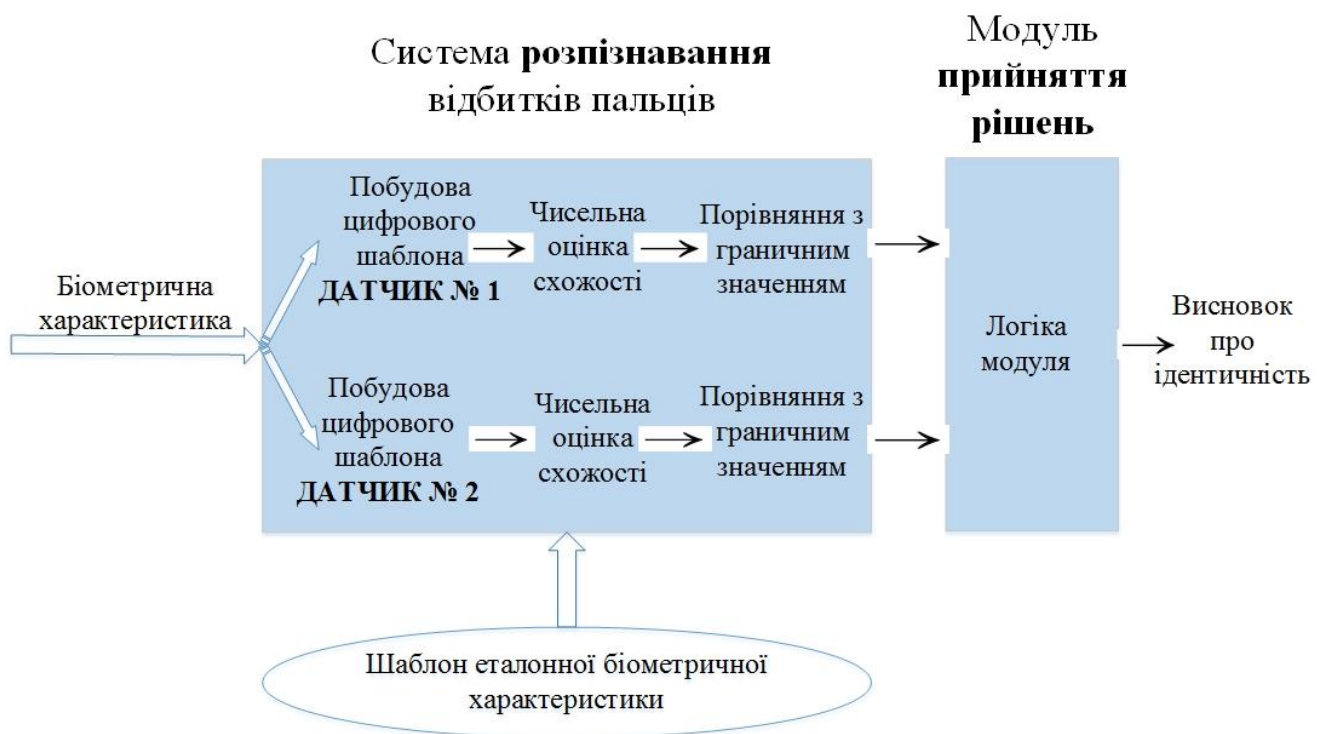 Система розпізнавання
відбитків пальців
Модуль
прийняття
рішень
Біометрична
характеристика
Побудова
цифрового
шаблона
ДАТЧИК № 1
Чисельна
оцінка
схожості
Порівняння з
граничним
значенням
Побудова
цифрового
шаблона
ДАТЧИК № 2
Чисельна
оцінка
схожості
Порівняння з
граничним
значенням
Логіка
модуля
Висновок
про
ідентичність
Шаблон еталонної біометричної
характеристики